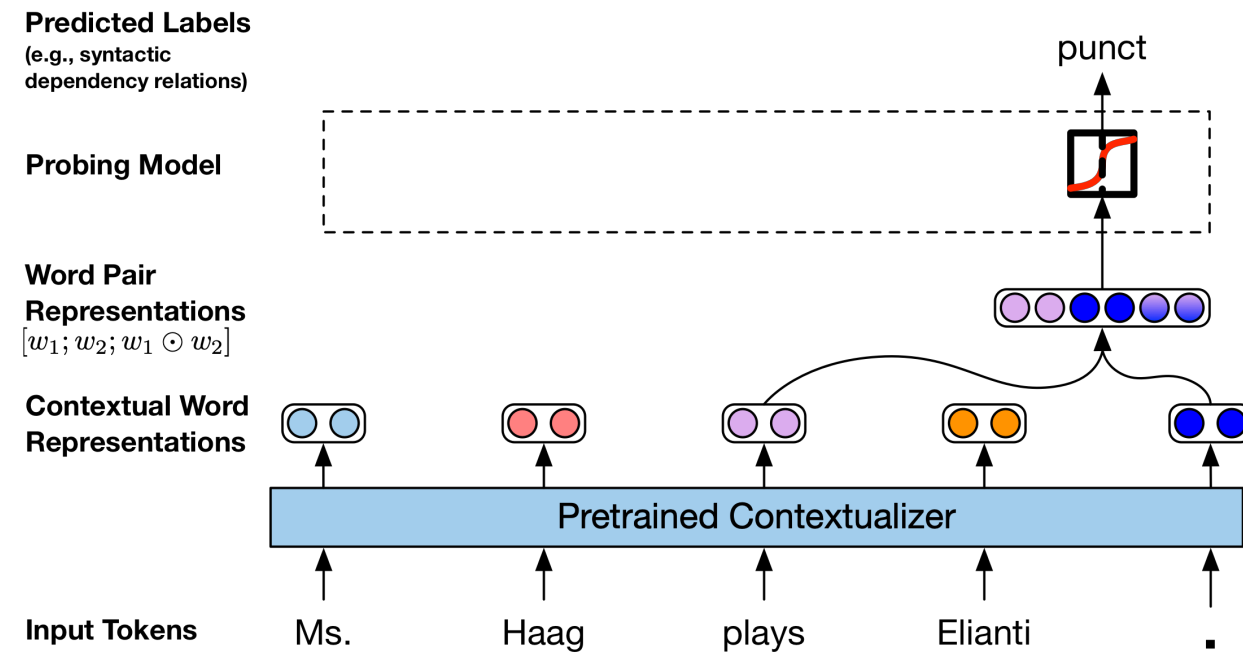 Predicted Labels
(e.g., syntactic
dependency relations)
punct
Probing Model
Word Pair
Representations
[w₁; w₂; w₁ ⊙ w₂]
Contextual Word
Representations
Pretrained Contextualizer
Input Tokens Ms. Haag plays Elianti .